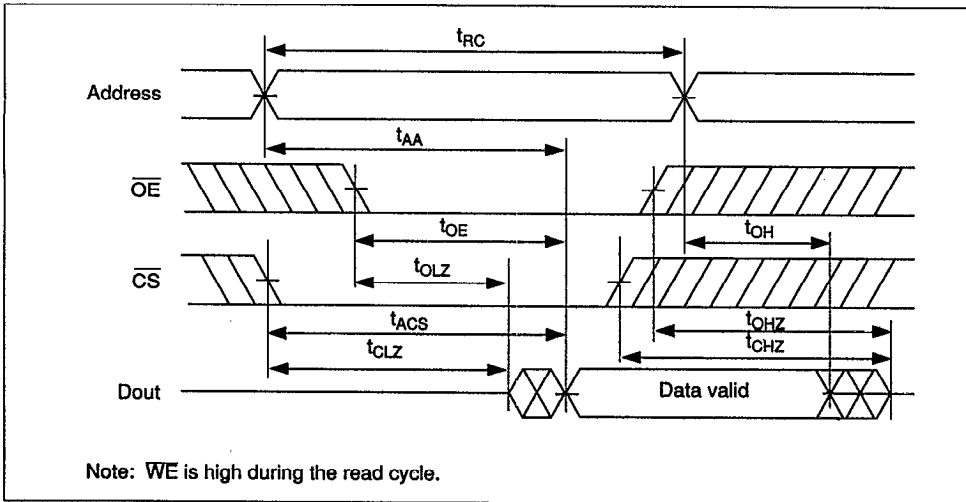 tRC
Address
tAA
OE
tOE
tOH
tOLZ
CS
tACS
tOHZ
tCLZ
tCHZ
Dout
Data valid
Note: WE is high during the read cycle.